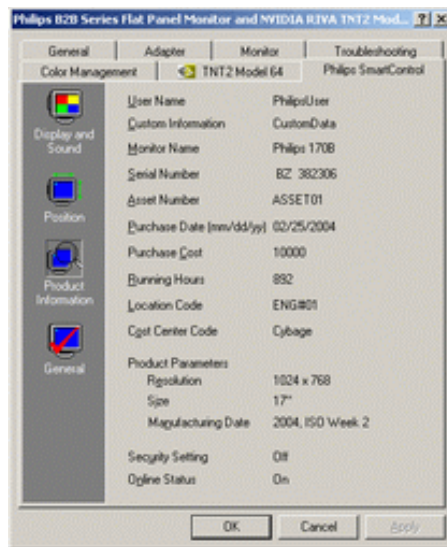 Philips B2B Series Flat Panel Monitor and NVIDIA RIVA TNT2 Mod... ? X
General Adapter Monitor Troubleshooting
Color Management TNT2 Model 64 Philips SmartControl
Display and Sound
Position
Product Information
General
User Name PhilipsUser
Custom Information CustomData
Monitor Name Philips 170B
Serial Number BZ 382306
Asset Number ASSET01
Purchase Date (mm/dd/yy) 02/25/2004
Purchase Cost 10000
Running Hours 892
Location Code ENG#01
Cost Center Code Cybage
Product Parameters
Resolution 1024 x 768
Size 17"
Manufacturing Date 2004, ISO Week 2
Security Setting Off
Online Status On
OK Cancel Apply